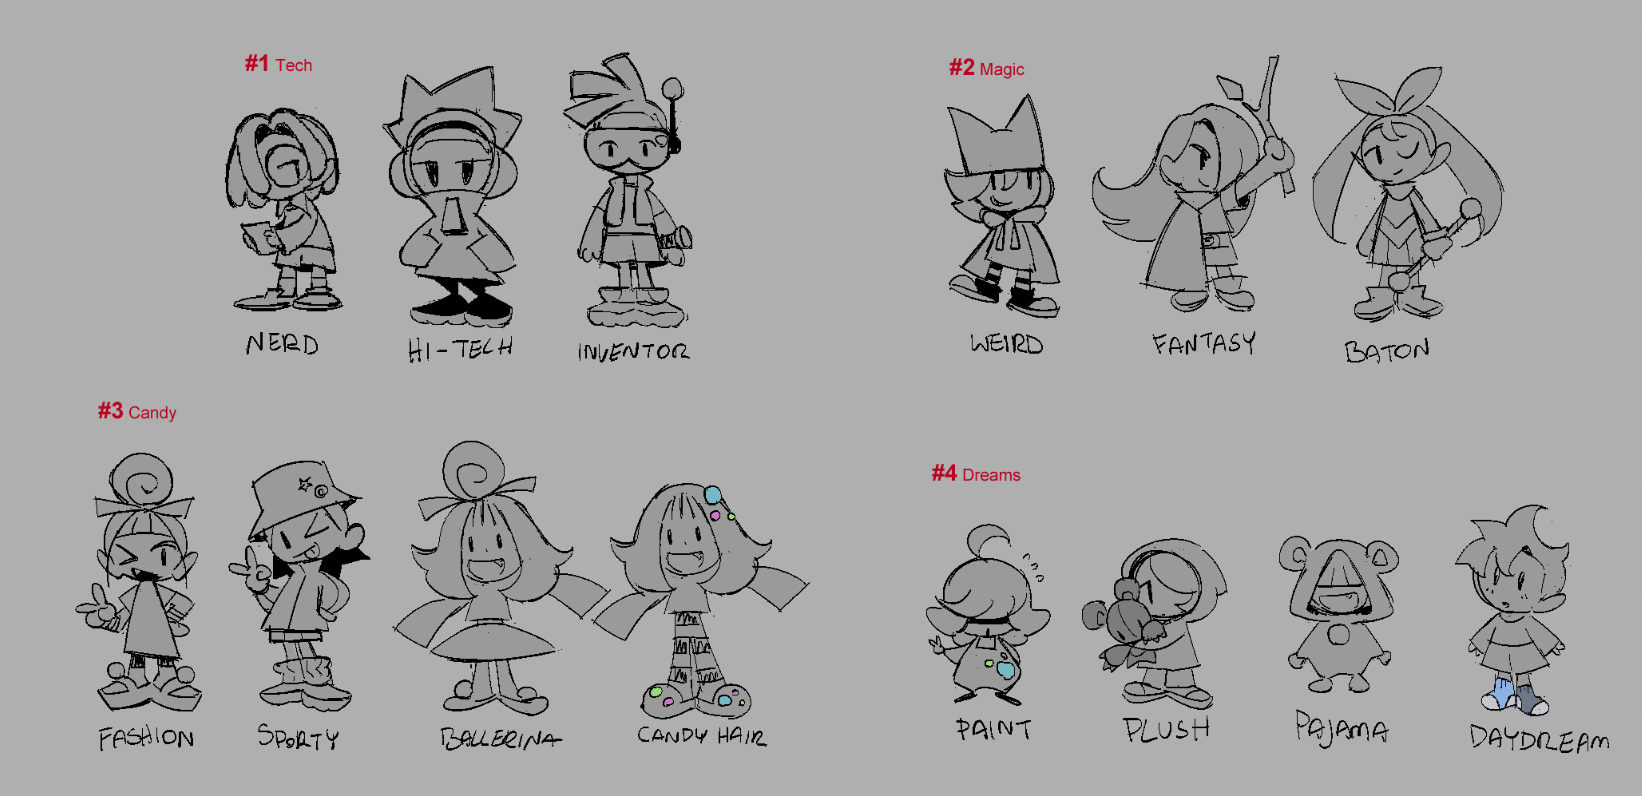 #1 Tech
NERD
HI-TECH
INVENTOR
#2 Magic
WEIRD
FANTASY
BATON
#3 Candy
FASHION
SPORTY
BALLERINA
CANDY HAIR
#4 Dreams
PAINT
PLUSH
PAJAMA
DAYDREAM